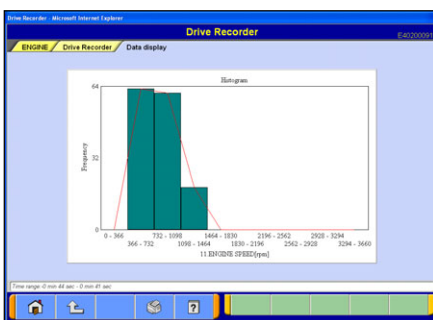 Drive Recorder - Microsoft Internet Explorer
Drive Recorder
E40200091
ENGINE Drive Recorder Data display
Histogram
64
Frequency
32
0
0 - 366 732 - 1098 1464 - 1830 2196 - 2562 2928 - 3294
366 - 732 1098 - 1464 1830 - 2196 2562 - 2928 3294 - 3660
11.ENGINE SPEED[rpm]
Time range -0 min 44 sec - 0 min 41 sec
?